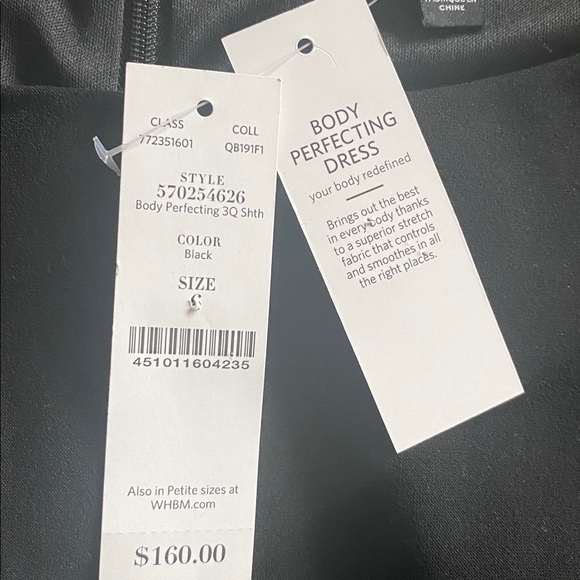 CHINE
CLASS COLL
772351601 QB191F1
STYLE
570254626
Body Perfecting 3Q Shth
COLOR
Black
SIZE
6
451011604235
Also in Petite sizes at
WHBM.com
$160.00
BODY
PERFECTING
DRESS
your body redefined
Brings out the best
in every body thanks
to a superior stretch
fabric that controls
and smoothes in all
the right places.